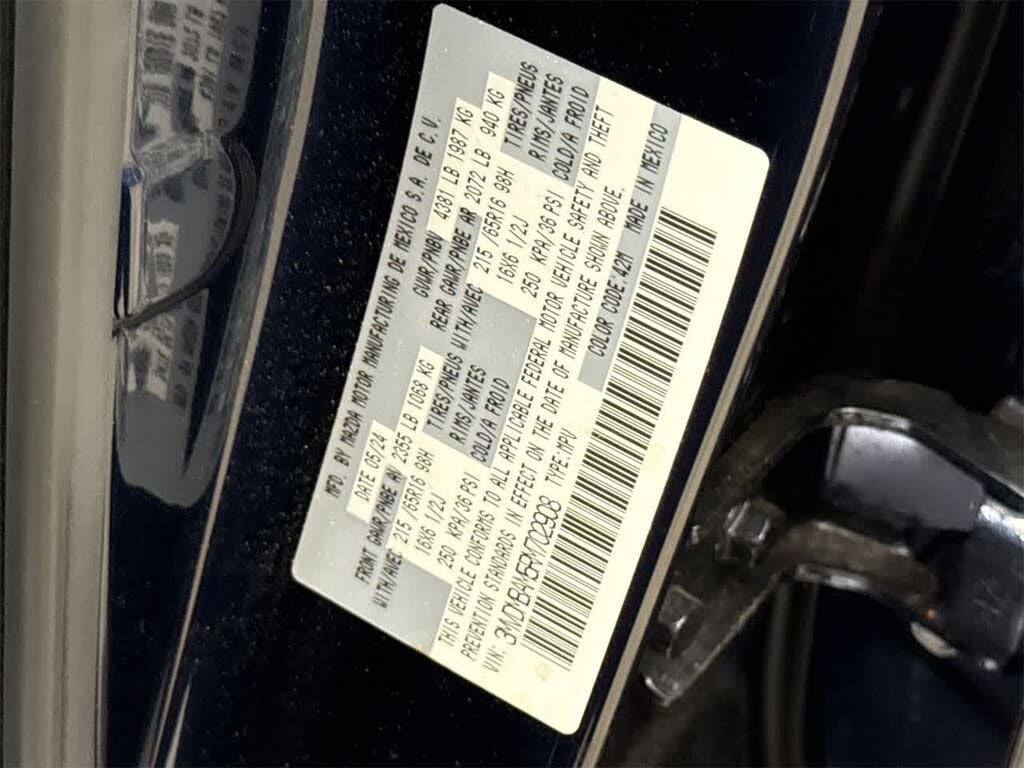 MFD. BY MAZDA MOTOR MANUFACTURING DE MEXICO S.A. DE C.V.
DATE 05/24 GVWR/PNBV 4381 LB 1987 KG
FRONT GAWR/PNBE AV 2355 LB 1068 KG REAR GAWR/PNBE AR 2072 LB 940 KG
WITH/AVEC 215 /65R16 98H TIRES/PNEUS WITH/AVEC 215 /65R16 98H TIRES/PNEUS
16X6 1/2J RIMS/JANTES 16X6 1/2J RIMS/JANTES
250 KPA/36 PSI COLD/A FROID 250 KPA/36 PSI COLD/A FROID
THIS VEHICLE CONFORMS TO ALL APPLICABLE FEDERAL MOTOR VEHICLE SAFETY AND THEFT
PREVENTION STANDARDS IN EFFECT ON THE DATE OF MANUFACTURE SHOWN ABOVE.
VIN: TYPE:MPV COLOR CODE:42M MADE IN MEXICO